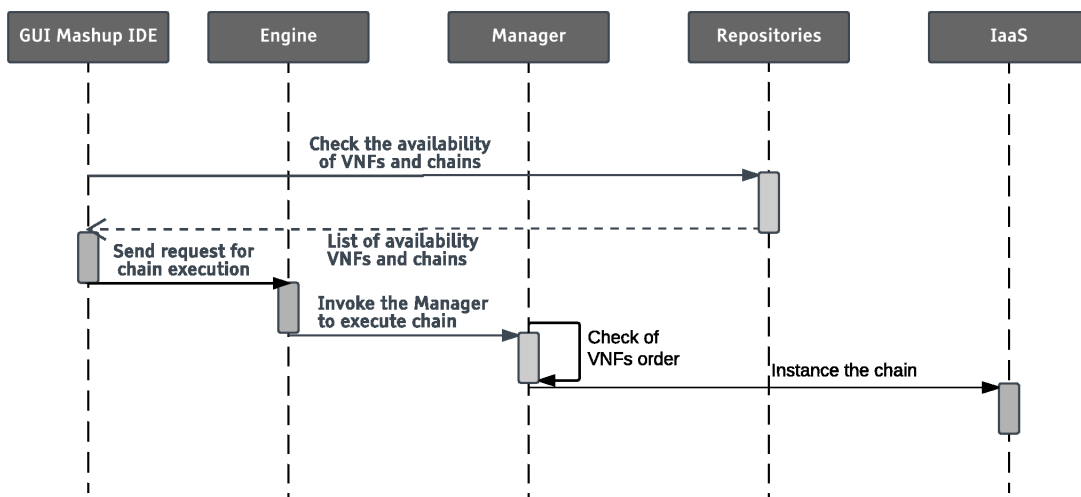 GUI Mashup IDE
Engine
Manager
Repositories
IaaS
Check the availability
of VNFs and chains
List of availability
VNFs and chains
Send request for
chain execution
Invoke the Manager
to execute chain
Check of
VNFs order
Instance the chain